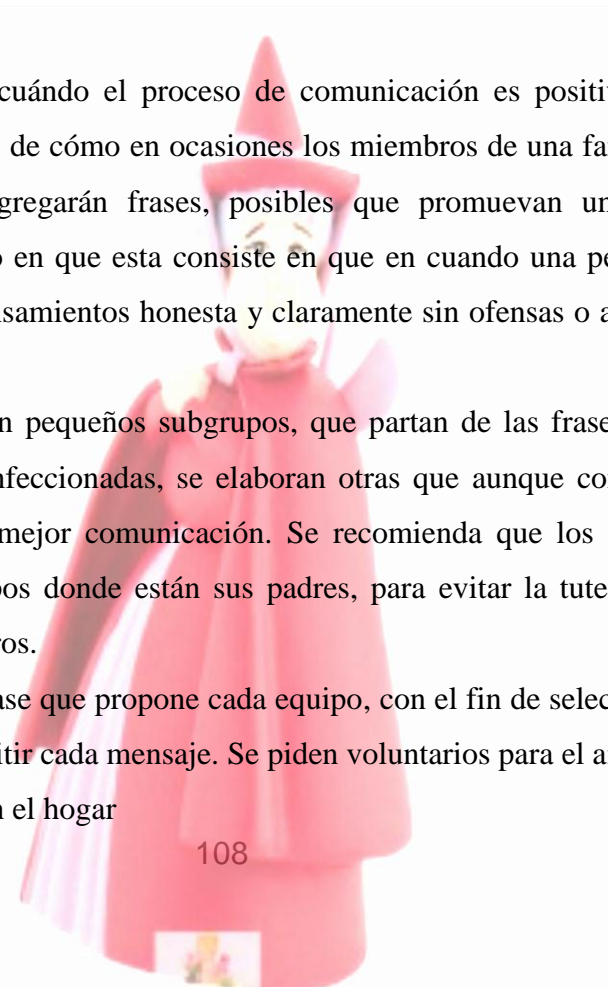 cuándo el proceso de comunicación es positiv
de cómo en ocasiones los miembros de una fa
gregarán frases, posibles que promuevan un
o en que esta consiste en que en cuando una pe
nsamientos honesta y claramente sin ofensas o a
n pequeños subgrupos, que partan de las frase
nfeccionadas, se elaboran otras que aunque co
mejor comunicación. Se recomienda que los
pos donde están sus padres, para evitar la tute
ros.
ase que propone cada equipo, con el fin de selec
itir cada mensaje. Se piden voluntarios para el a
n el hogar
108